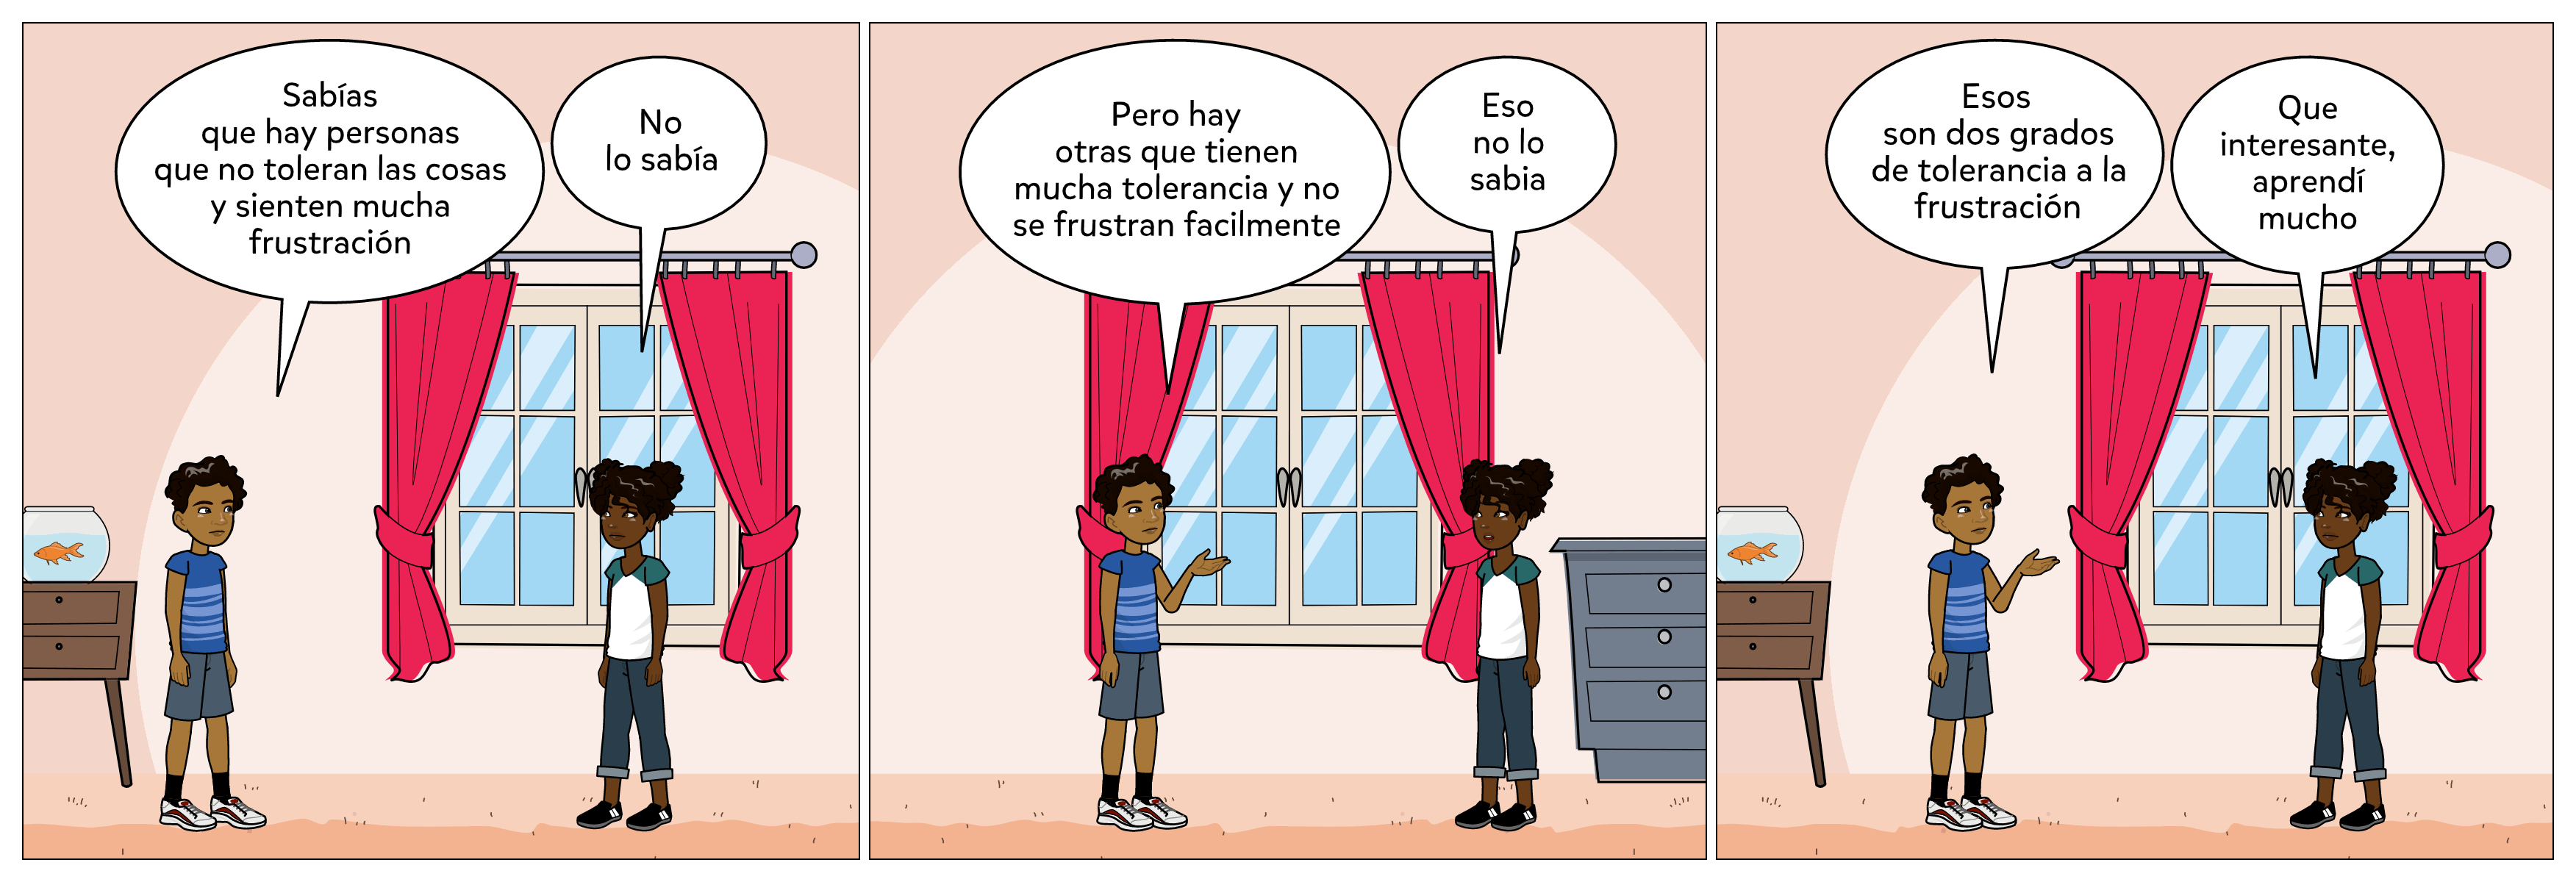 Sabías
que hay personas
que no toleran las cosas
y sienten mucha
frustración
No
lo sabía
Pero hay
otras que tienen
mucha tolerancia y no
se frustran facilmente
Eso
no lo
sabia
Esos
son dos grados
de tolerancia a la
frustración
Que
interesante,
aprendí
mucho